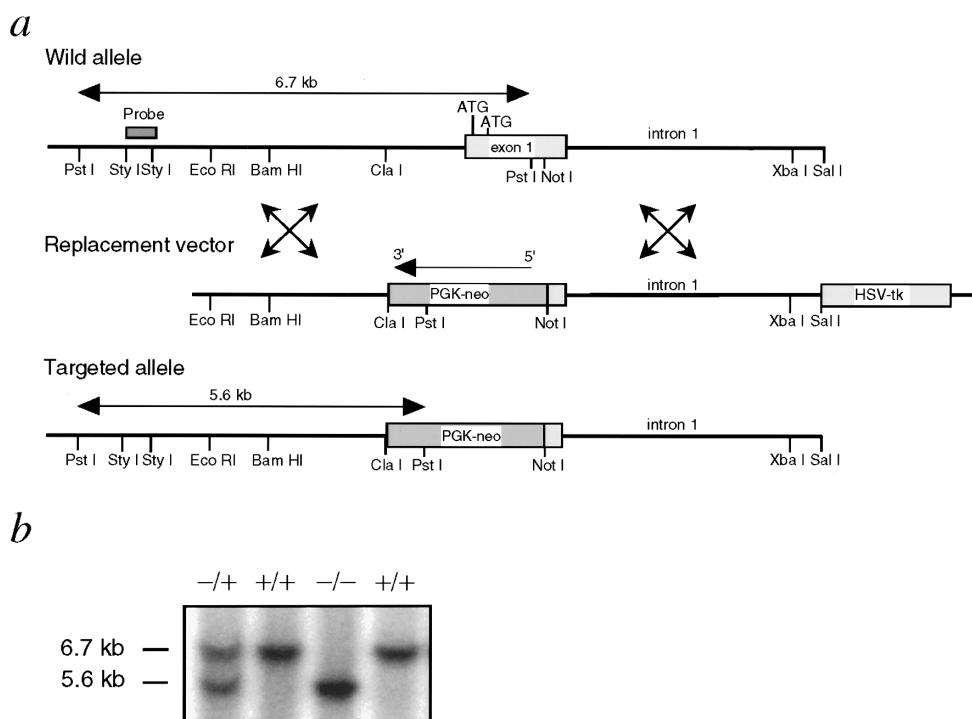 a
Wild allele
6.7 kb
Probe
ATG
ATG
exon 1
intron 1
Pst I Sty I Sty I Eco RI Bam HI Cla I Pst I Not I Xba I Sal I
Replacement vector
3' 5'
PGK-neo
intron 1
HSV-tk
Eco RI Bam HI Cla I Pst I Not I Xba I Sal I
Targeted allele
5.6 kb
PGK-neo
intron 1
Pst I Sty I Sty I Eco RI Bam HI Cla I Pst I Not I Xba I Sal I
b
−/+ +/+ −/− +/+
6.7 kb
5.6 kb